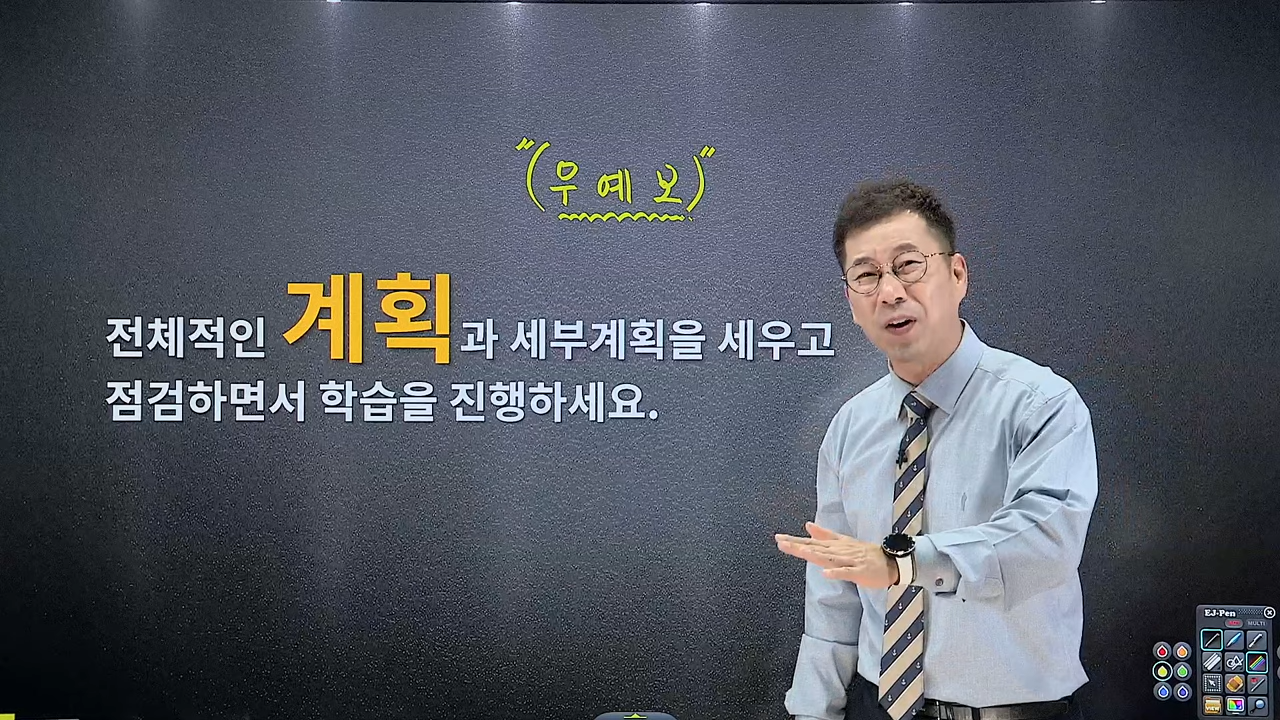 "(무예보)"
전체적인 계획과 세부계획을 세우고
점검하면서 학습을 진행하세요.
EJ-Pen
MULTI
VIEW